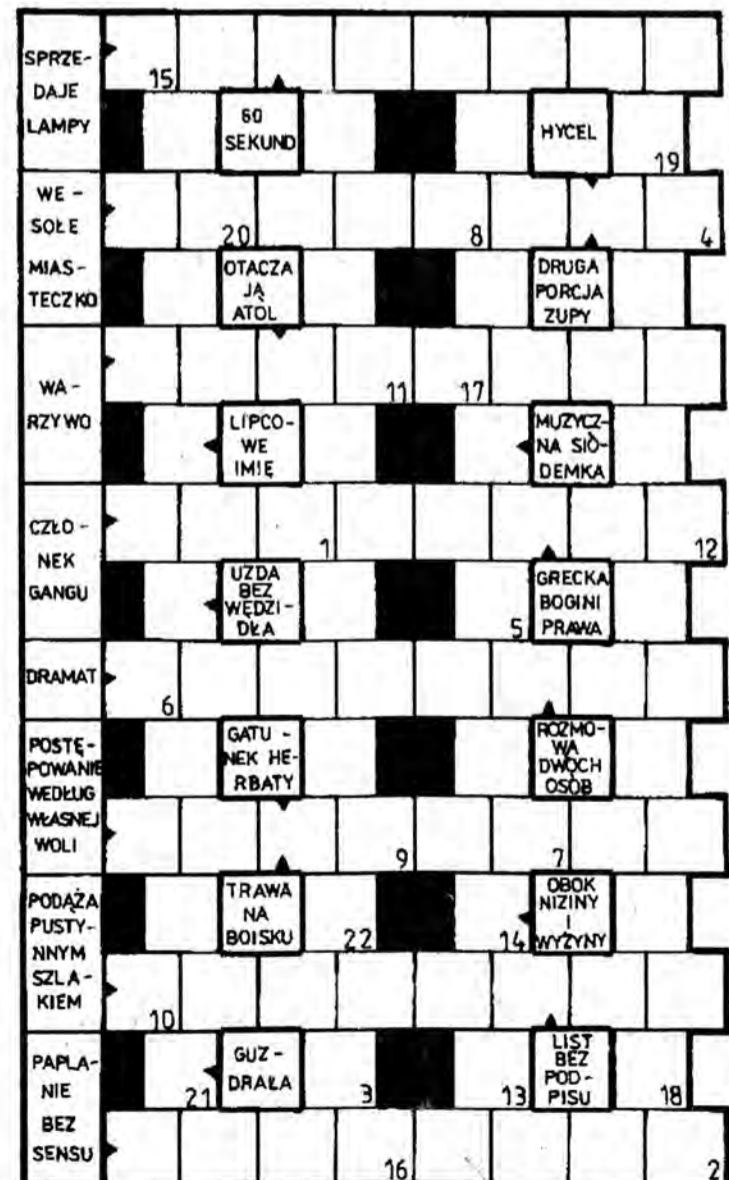 SPRZE-
DAJE
LAMPY
15
60
SEKUND
HYCEL
19
WE-
SOŁE
MIAS-
TECZKO
20
8
4
OTACZA
JĄ
ATOL
DRUGA
PORCJA
ZUPY
WA-
RZYWO
11
17
LIPCO-
WE
IMIĘ
MUZYCZ-
NA SIÓ-
DEMKA
CZŁO-
NEK
GANGU
1
12
UZDA
BEZ
WĘDZI-
DŁA
5
GRECKA
BOGINI
PRAWA
DRAMAT
6
POSTĘ-
POWANIE
WEDŁUG
WŁASNEJ
WOLI
GATU-
NEK HE-
RBATY
ROZMO-
WA
DWÓCH
OSÓB
9
7
PODĄŻA
PUSTY-
NNYM
SZLA-
KIEM
TRAWA
NA
BOISKU
22
14
OBOK
NIZINY
I
WYŻYNY
10
PAPLA-
NIE
BEZ
SENSU
21
GUZ-
DRAŁA
3
13
LIST
BEZ
POD-
PISU
18
16
2